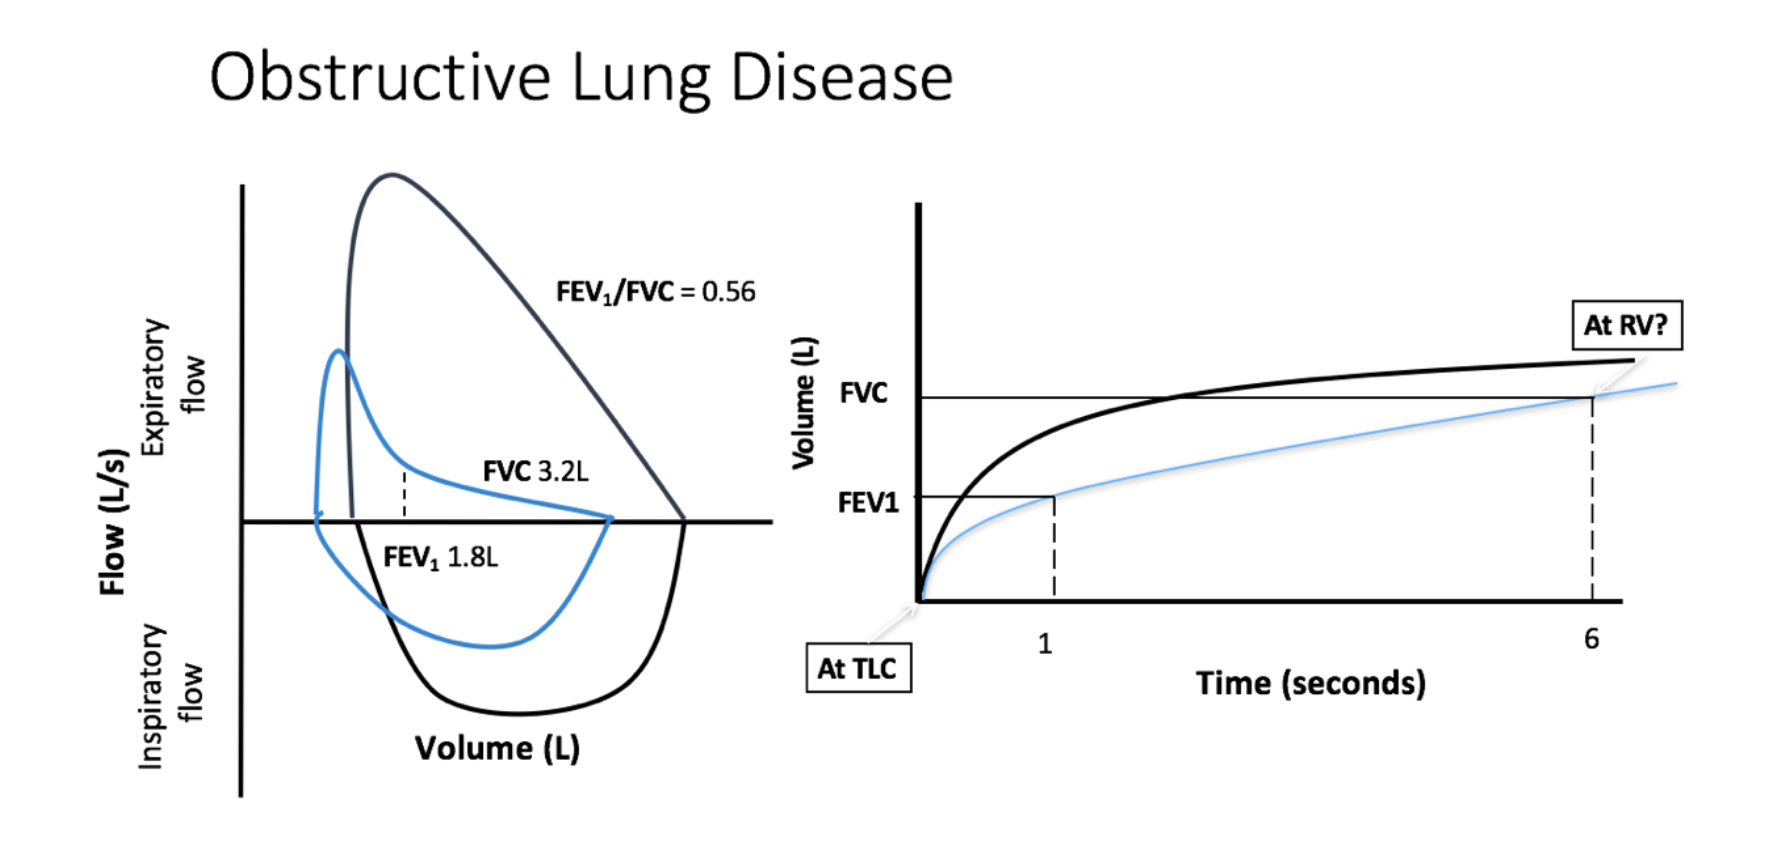 Obstructive Lung Disease
Flow (L/s)
Expiratory
flow
Inspiratory
flow
FEV₁/FVC = 0.56
FVC 3.2L
FEV₁ 1.8L
Volume (L)
Volume (L)
FVC
FEV1
At RV?
At TLC
1
6
Time (seconds)